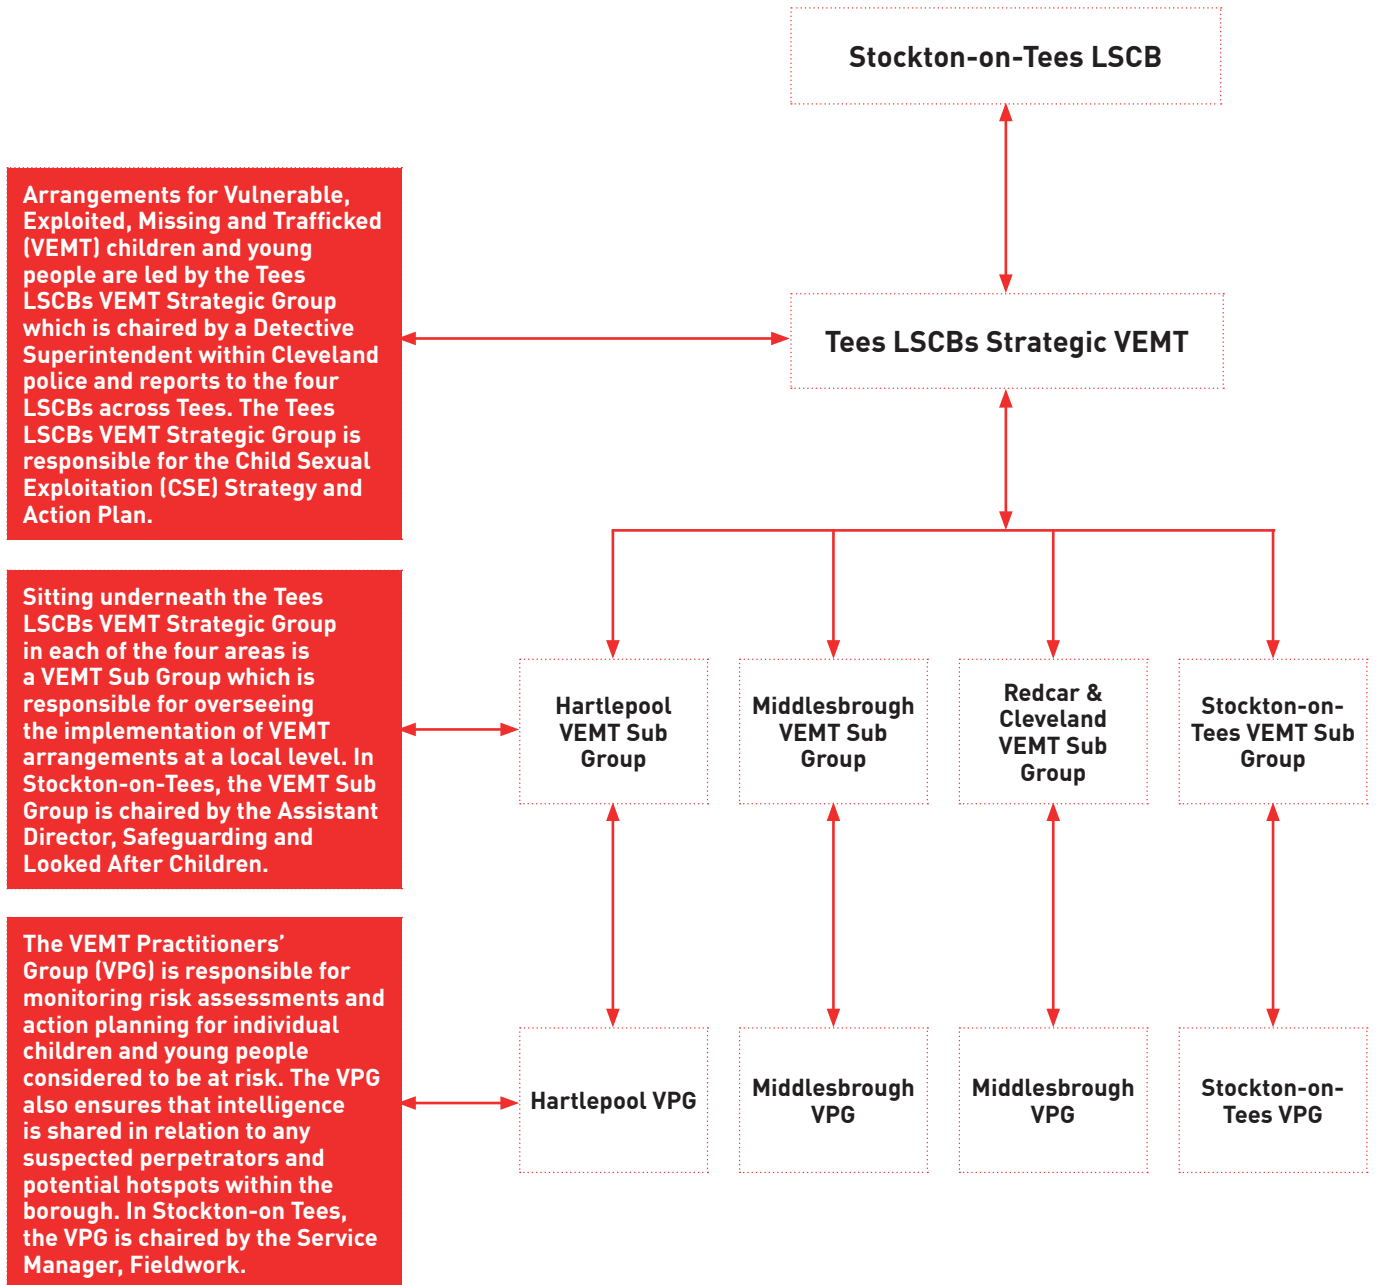 Stockton-on-Tees LSCB
Arrangements for Vulnerable,
Exploited, Missing and Trafficked
(VEMT) children and young
people are led by the Tees
LSCBs VEMT Strategic Group
which is chaired by a Detective
Superintendent within Cleveland
police and reports to the four
LSCBs across Tees. The Tees
LSCBs VEMT Strategic Group is
responsible for the Child Sexual
Exploitation (CSE) Strategy and
Action Plan.
Tees LSCBs Strategic VEMT
Sitting underneath the Tees
LSCBs VEMT Strategic Group
in each of the four areas is
a VEMT Sub Group which is
responsible for overseeing
the implementation of VEMT
arrangements at a local level. In
Stockton-on-Tees, the VEMT Sub
Group is chaired by the Assistant
Director, Safeguarding and
Looked After Children.
Hartlepool
VEMT Sub
Group
Middlesbrough
VEMT Sub
Group
Redcar &
Cleveland
VEMT Sub
Group
Stockton-on-
Tees VEMT Sub
Group
The VEMT Practitioners’
Group (VPG) is responsible for
monitoring risk assessments and
action planning for individual
children and young people
considered to be at risk. The VPG
also ensures that intelligence
is shared in relation to any
suspected perpetrators and
potential hotspots within the
borough. In Stockton-on Tees,
the VPG is chaired by the Service
Manager, Fieldwork.
Hartlepool VPG
Middlesbrough
VPG
Middlesbrough
VPG
Stockton-on-
Tees VPG